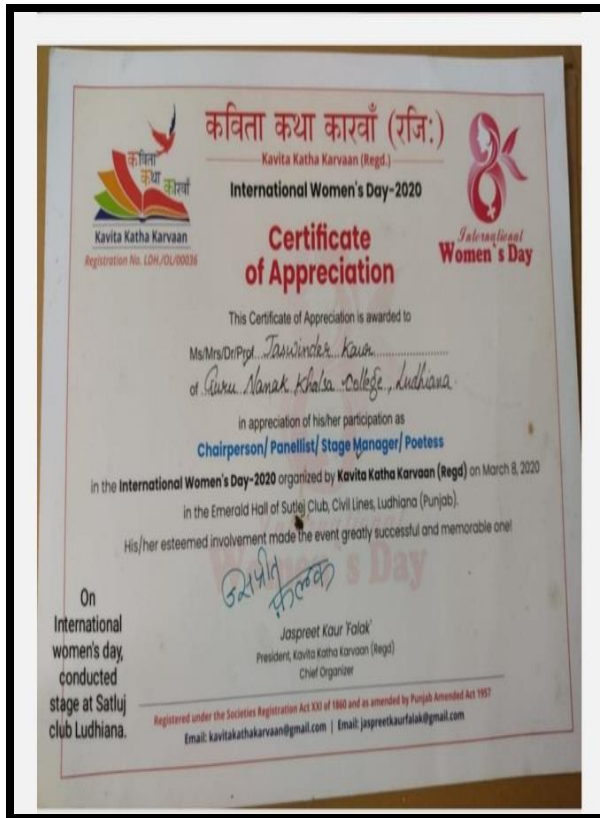 कविता कथा कारवाँ (रजि:)
Kavita Katha Karvaan (Regd.)
International Women's Day-2020
कविता
कथा
कारवाँ
Kavita Katha Karvaan
Registration No. LDH./OL/00036
International
Women's Day
Certificate
of Appreciation
This Certificate of Appreciation is awarded to
Ms/Mrs/Dr/Prof. Jaswinder Kaur
of Guru Nanak Khalsa College, Ludhiana.
in appreciation of his/her participation as
Chairperson/ Panellist/ Stage Manager/ Poetess
in the International Women's Day-2020 organized by Kavita Katha Karvaan (Regd) on March 8, 2020
in the Emerald Hall of Sutlej Club, Civil Lines, Ludhiana (Punjab).
His/her esteemed involvement made the event greatly successful and memorable one!
International
Women's Day
जसप्रीत
फ़लक
Jaspreet Kaur 'Falak'
President, Kavita Katha Karvaan (Regd)
Chief Organizer
On
International
women's day,
conducted
stage at Satluj
club Ludhiana.
Registered under the Societies Registration Act XXI of 1860 and as amended by Punjab Amended Act 1957
Email: kavitakathakarvaan@gmail.com | Email: jaspreetkaurfalak@gmail.com